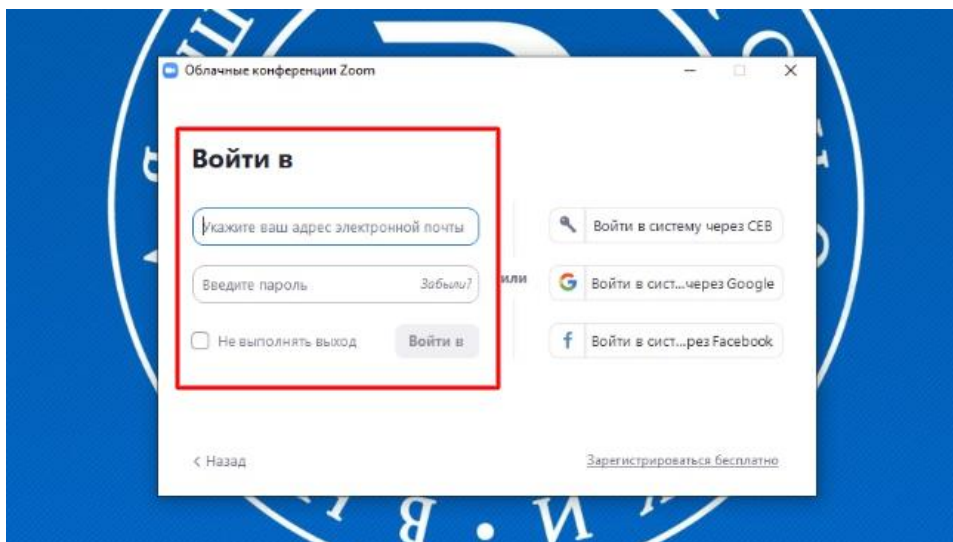 Облачные конференции Zoom
Войти в
Укажите ваш адрес электронной почты
Введите пароль
Забыли?
Не выполнять выход
Войти в
или
Войти в систему через СЕВ
Войти в сист...через Google
Войти в сист...рез Facebook
< Назад
Зарегистрироваться бесплатно